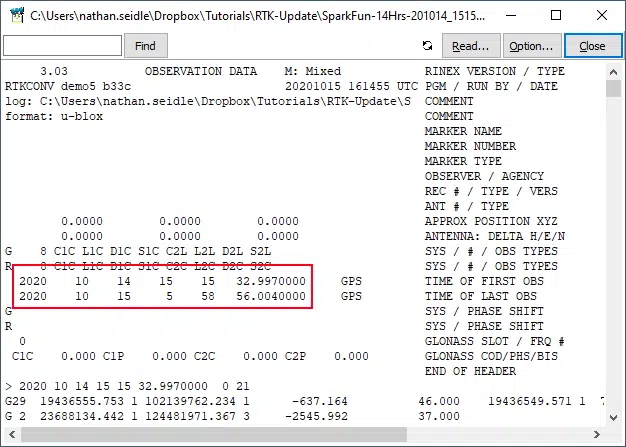 C:\Users\nathan.seidle\Dropbox\Tutorials\RTK-Update\SparkFun-14Hrs-201014_1515...
Find Read... Option... Close
3.03 OBSERVATION DATA M: Mixed RINEX VERSION / TYPE
RTKCONV demo5 b33c 20201015 161455 UTC PGM / RUN BY / DATE
log: C:\Users\nathan.seidle\Dropbox\Tutorials\RTK-Update\S COMMENT
format: u-blox COMMENT
MARKER NAME
MARKER NUMBER
MARKER TYPE
OBSERVER / AGENCY
REC # / TYPE / VERS
ANT # / TYPE
0.0000 0.0000 0.0000 APPROX POSITION XYZ
0.0000 0.0000 0.0000 ANTENNA: DELTA H/E/N
G 8 C1C L1C D1C S1C C2L L2L D2L S2L SYS / # / OBS TYPES
R 8 C1C L1C D1C S1C C2C L2C D2C S2C SYS / # / OBS TYPES
2020 10 14 15 15 32.9970000 GPS TIME OF FIRST OBS
2020 10 15 5 58 56.0040000 GPS TIME OF LAST OBS
G SYS / PHASE SHIFT
R SYS / PHASE SHIFT
0 GLONASS SLOT / FRQ #
C1C 0.000 C1P 0.000 C2C 0.000 C2P 0.000 GLONASS COD/PHS/BIS
END OF HEADER
> 2020 10 14 15 15 32.9970000 0 21
G29 19436555.753 1 102139762.234 1 -637.164 46.000 19436549.571 1 7
G 2 23688134.442 1 124481971.367 3 -2545.992 37.000